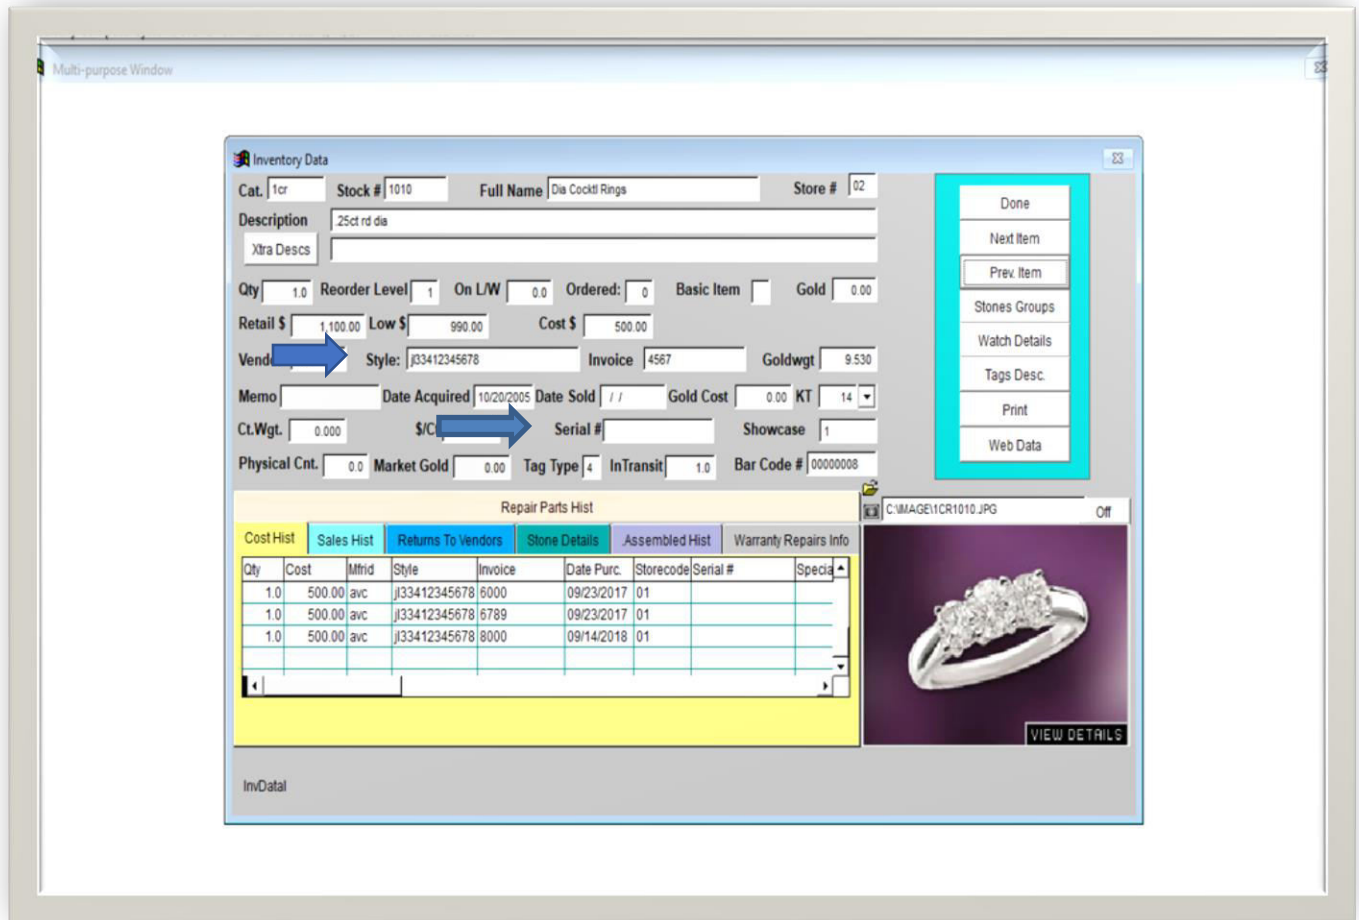 Multi-purpose Window
Inventory Data
Cat. 1cr Stock # 1010 Full Name Dia Cocktl Rings Store # 02
Description .25ct rd dia
Xtra Descs
Qty 1.0 Reorder Level 1 On L/W 0.0 Ordered: 0 Basic Item Gold 0.00
Retail $ 1,100.00 Low $ 990.00 Cost $ 500.00
Style: jl33412345678 Invoice 4567 Goldwgt 9.530
Memo Date Acquired 10/20/2005 Date Sold / / Gold Cost 0.00 KT 14
Ct.Wgt. 0.000 Serial # Showcase 1
Physical Cnt. 0.0 Market Gold 0.00 Tag Type 4 InTransit 1.0 Bar Code # 00000008
Done
Next Item
Prev. Item
Stones Groups
Watch Details
Tags Desc.
Print
Web Data
Repair Parts Hist
C:\IMAGE\1CR1010.JPG Off
Cost Hist Sales Hist Returns To Vendors Stone Details Assembled Hist Warranty Repairs Info
Qty Cost Mfrid Style Invoice Date Purc. Storecode Serial # Specia
1.0 500.00 avc jl33412345678 6000 09/23/2017 01
1.0 500.00 avc jl33412345678 6789 09/23/2017 01
1.0 500.00 avc jl33412345678 8000 09/14/2018 01
VIEW DETAILS
InvDataI